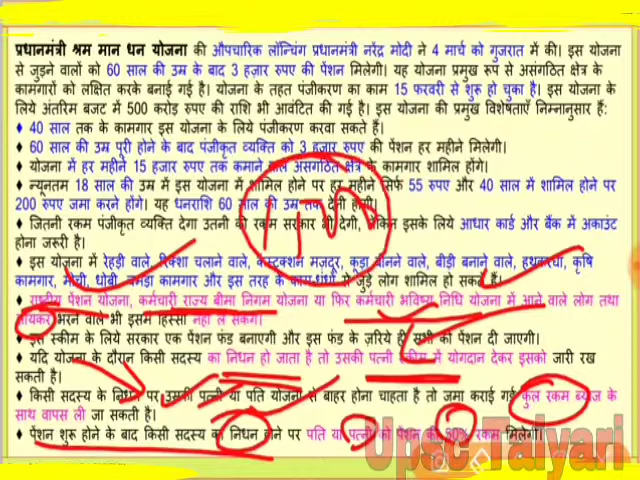 प्रधानमंत्री श्रम मान धन योजना की औपचारिक लॉन्चिंग प्रधानमंत्री नरेंद्र मोदी ने 4 मार्च को गुजरात में की। इस योजना
से जुड़ने वालों को 60 साल की उम्र के बाद 3 हज़ार रुपए की पेंशन मिलेगी। यह योजना प्रमुख रूप से असंगठित क्षेत्र के
कामगारों को लक्षित करके बनाई गई है। योजना के तहत पंजीकरण का काम 15 फरवरी से शुरू हो चुका है। इस योजना के
लिये अंतरिम बजट में 500 करोड़ रुपए की राशि भी आवंटित की गई है। इस योजना की प्रमुख विशेषताएँ निम्नानुसार हैं:
♦ 40 साल तक के कामगार इस योजना के लिये पंजीकरण करवा सकते हैं।
♦ 60 साल की उम्र पूरी होने के बाद पंजीकृत व्यक्ति को 3 हजार रुपए की पेंशन हर महीने मिलेगी।
♦ योजना में हर महीने 15 हजार रुपए तक कमाने वाले असंगठित क्षेत्र के कामगार शामिल होंगे।
♦ न्यूनतम 18 साल की उम्र में इस योजना में शामिल होने पर हर महीने सिर्फ 55 रुपए और 40 साल में शामिल होने पर
200 रुपए जमा करने होंगे। यह धनराशि 60 साल की उम्र तक देनी होगी।
♦ जितनी रकम पंजीकृत व्यक्ति देगा उतनी की रकम सरकार भी देगी, लेकिन इसके लिये आधार कार्ड और बैंक में अकाउंट
होना जरूरी है।
♦ इस योजना में रेहड़ी वाले, रिक्शा चलाने वाले, कंस्ट्रक्शन मजदूर, कूड़ा बीनने वाले, बीड़ी बनाने वाले, हथकरघा, कृषि
कामगार, मोची, धोबी, चमड़ा कामगार और इस तरह के काम-धंधों से जुड़े लोग शामिल हो सकते हैं।
♦ राष्ट्रीय पेंशन योजना, कर्मचारी राज्य बीमा निगम योजना या फिर कर्मचारी भविष्य निधि योजना में आने वाले लोग तथा
आयकर भरने वाले भी इसमें हिस्सा नहीं ले सकेंगे।
♦ इस स्कीम के लिये सरकार एक पेंशन फंड बनाएगी और इस फंड के ज़रिये ही सभी को पेंशन दी जाएगी।
♦ यदि योजना के दौरान किसी सदस्य का निधन हो जाता है तो उसकी पत्नी स्कीम में योगदान देकर इसको जारी रख
सकती है।
♦ किसी सदस्य के निधन पर उसकी पत्नी या पति योजना से बाहर होना चाहता है तो जमा कराई गई कुल रकम ब्याज के
साथ वापस ली जा सकती है।
♦ पेंशन शुरू होने के बाद किसी सदस्य का निधन होने पर पति या पत्नी को पेंशन की 50% रकम मिलेगी।
Upsc Taiyari